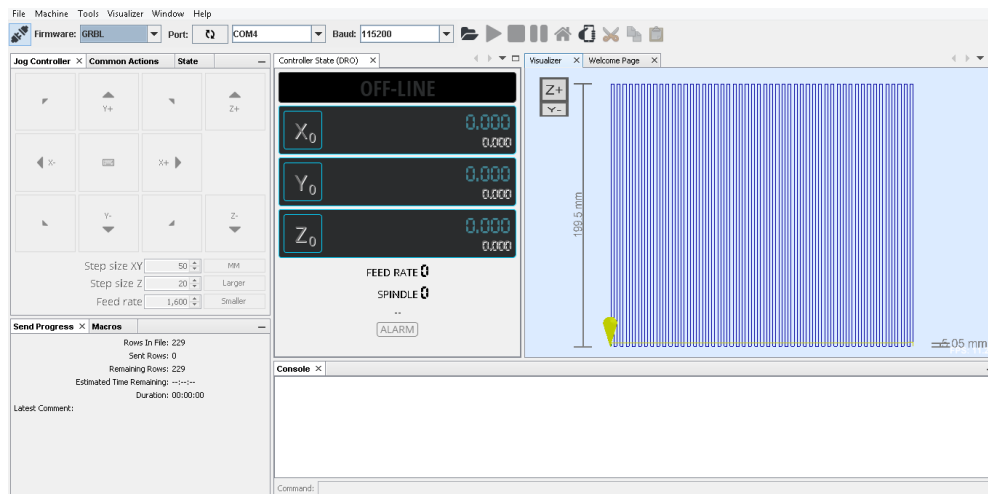 File Machine Tools Visualizer Window Help
Firmware: GRBL Port: COM4 Baud: 115200
Jog Controller × Common Actions State
Y+
Z+
X-
X+
Y-
Z-
Step size XY 50 MM
Step size Z 20 Larger
Feed rate 1,600 Smaller
Send Progress × Macros
Rows In File: 229
Sent Rows: 0
Remaining Rows: 229
Estimated Time Remaining: --:--:--
Duration: 00:00:00
Latest Comment:
Controller State (DRO) ×
OFF-LINE
X0 0.000
0.000
Y0 0.000
0.000
Z0 0.000
0.000
FEED RATE 0
SPINDLE 0
--
ALARM
Visualizer × Welcome Page ×
Z+
Y-
199.5 mm
5.05 mm
Console ×
Command: